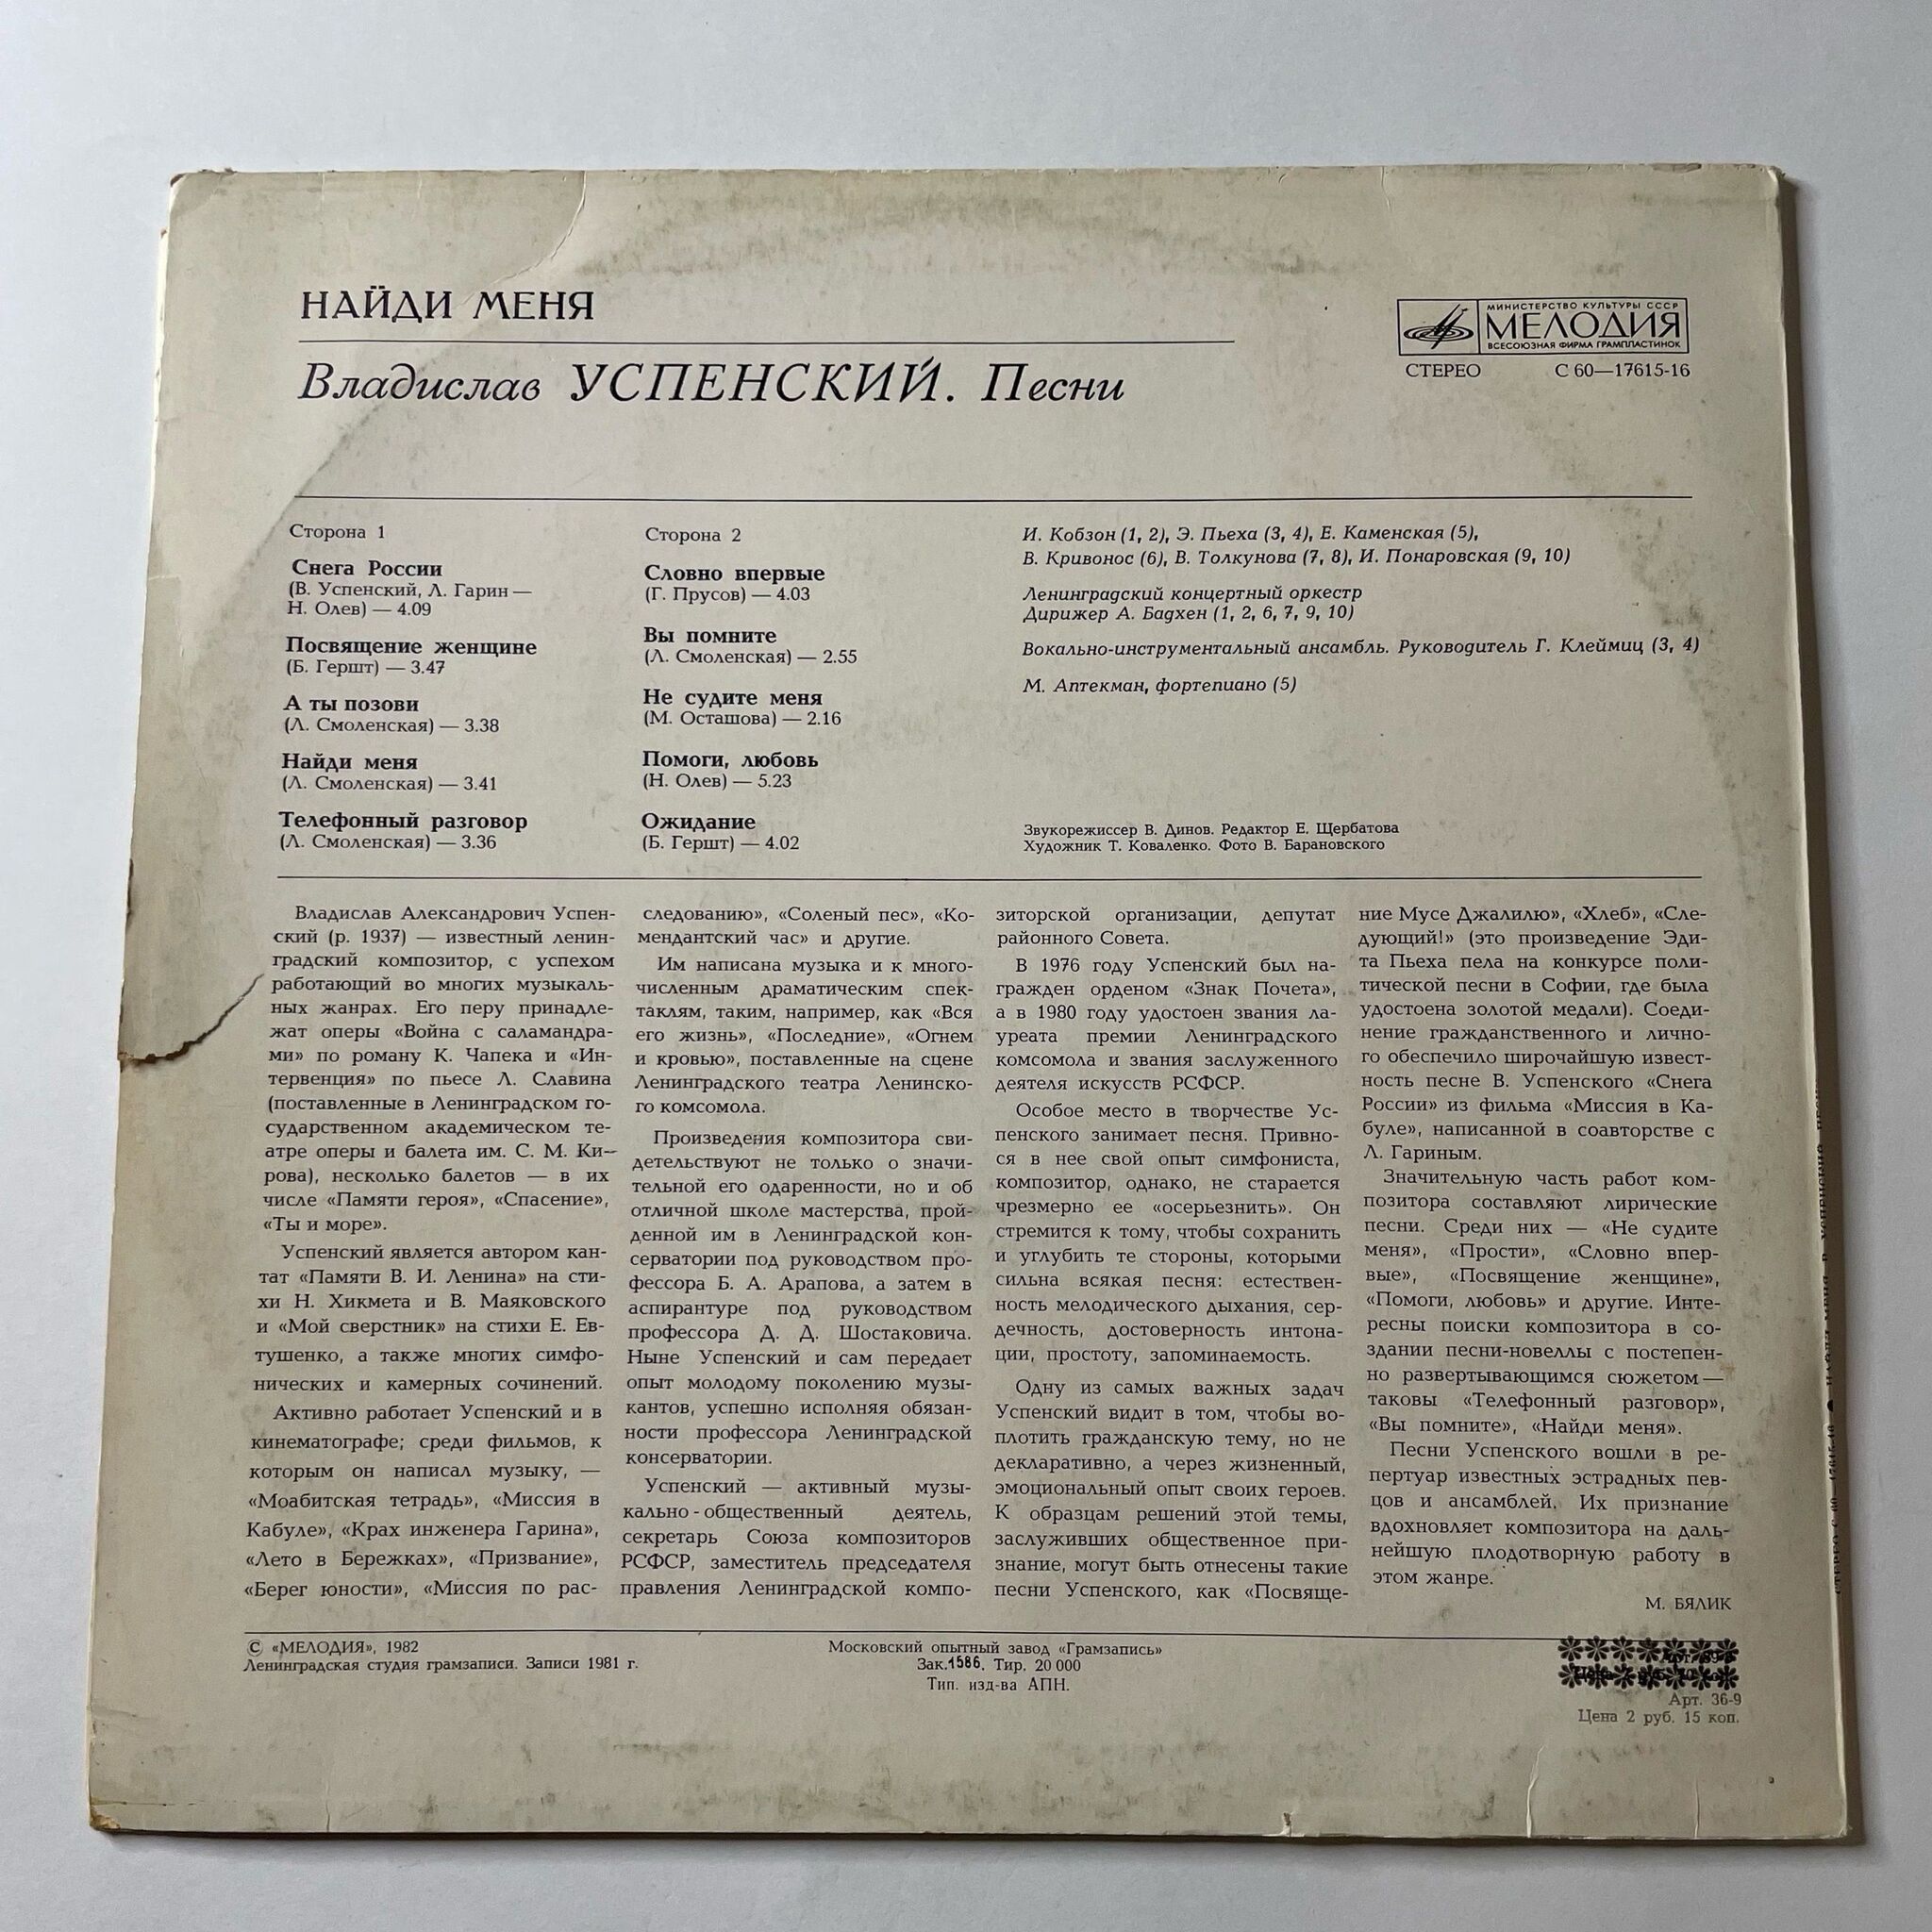 НАЙДИ МЕНЯ
Владислав УСПЕНСКИЙ. Песни
МИНИСТЕРСТВО КУЛЬТУРЫ СССР
МЕЛОДИЯ
ВСЕСОЮЗНАЯ ФИРМА ГРАМПЛАСТИНОК
СТЕРЕО С 60—17615-16
Сторона 1
Снега России
(В. Успенский, Л. Гарин —
Н. Олев) — 4.09
Посвящение женщине
(Б. Гершт) — 3.47
А ты позови
(Л. Смоленская) — 3.38
Найди меня
(Л. Смоленская) — 3.41
Телефонный разговор
(Л. Смоленская) — 3.36
Сторона 2
Словно впервые
(Г. Прусов) — 4.03
Вы помните
(Л. Смоленская) — 2.55
Не судите меня
(М. Осташова) — 2.16
Помоги, любовь
(Н. Олев) — 5.23
Ожидание
(Б. Гершт) — 4.02
И. Кобзон (1, 2), Э. Пьеха (3, 4), Е. Каменская (5),
В. Кривонос (6), В. Толкунова (7, 8), И. Понаровская (9, 10)
Ленинградский концертный оркестр
Дирижер А. Бадхен (1, 2, 6, 7, 9, 10)
Вокально-инструментальный ансамбль. Руководитель Г. Клеймиц (3, 4)
М. Аптекман, фортепиано (5)
Звукорежиссер В. Динов. Редактор Е. Щербатова
Художник Т. Коваленко. Фото В. Барановского
Владислав Александрович Успен-
ский (р. 1937) — известный ленин-
градский композитор, с успехом
работающий во многих музыкаль-
ных жанрах. Его перу принадле-
жат оперы «Война с саламандра-
ми» по роману К. Чапека и «Ин-
тервенция» по пьесе Л. Славина
(поставленные в Ленинградском го-
сударственном академическом те-
атре оперы и балета им. С. М. Ки-
рова), несколько балетов — в их
числе «Памяти героя», «Спасение»,
«Ты и море».
Успенский является автором кан-
тат «Памяти В. И. Ленина» на сти-
хи Н. Хикмета и В. Маяковского
и «Мой сверстник» на стихи Е. Ев-
тушенко, а также многих симфо-
нических и камерных сочинений.
Активно работает Успенский и в
кинематографе; среди фильмов, к
которым он написал музыку, —
«Моабитская тетрадь», «Миссия в
Кабуле», «Крах инженера Гарина»,
«Лето в Бережках», «Призвание»,
«Берег юности», «Миссия по рас-
следованию», «Соленый пес», «Ко-
мендантский час» и другие.
Им написана музыка и к много-
численным драматическим спек-
таклям, таким, например, как «Вся
его жизнь», «Последние», «Огнем
и кровью», поставленные на сцене
Ленинградского театра Ленинско-
го комсомола.
Произведения композитора сви-
детельствуют не только о значи-
тельной его одаренности, но и об
отличной школе мастерства, прой-
денной им в Ленинградской кон-
серватории под руководством про-
фессора Б. А. Арапова, а затем в
аспирантуре под руководством
профессора Д. Д. Шостаковича.
Ныне Успенский и сам передает
опыт молодому поколению музы-
кантов, успешно исполняя обязан-
ности профессора Ленинградской
консерватории.
Успенский — активный музы-
кально-общественный деятель,
секретарь Союза композиторов
РСФСР, заместитель председателя
правления Ленинградской компо-
зиторской организации, депутат
районного Совета.
В 1976 году Успенский был на-
гражден орденом «Знак Почета»,
а в 1980 году удостоен звания ла-
уреата премии Ленинградского
комсомола и звания заслуженного
деятеля искусств РСФСР.
Особое место в творчестве Ус-
пенского занимает песня. Привно-
ся в нее свой опыт симфониста,
композитор, однако, не старается
чрезмерно ее «осерьезнить». Он
стремится к тому, чтобы сохранить
и углубить те стороны, которыми
сильна всякая песня: естествен-
ность мелодического дыхания, сер-
дечность, достоверность интона-
ции, простоту, запоминаемость.
Одну из самых важных задач
Успенский видит в том, чтобы во-
плотить гражданскую тему, но не
декларативно, а через жизненный,
эмоциональный опыт своих героев.
К образцам решений этой темы,
заслуживших общественное при-
знание, могут быть отнесены такие
песни Успенского, как «Посвяще-
ние Мусе Джалилю», «Хлеб», «Сле-
дующий!» (это произведение Эди-
та Пьеха пела на конкурсе поли-
тической песни в Софии, где была
удостоена золотой медали). Соеди-
нение гражданственного и лично-
го обеспечило широчайшую извест-
ность песне В. Успенского «Снега
России» из фильма «Миссия в Ка-
буле», написанной в соавторстве с
Л. Гариным.
Значительную часть работ ком-
позитора составляют лирические
песни. Среди них — «Не судите
меня», «Прости», «Словно впер-
вые», «Посвящение женщине»,
«Помоги, любовь» и другие. Инте-
ресны поиски композитора в со-
здании песни-новеллы с постепен-
но развертывающимся сюжетом —
таковы «Телефонный разговор»,
«Вы помните», «Найди меня».
Песни Успенского вошли в ре-
пертуар известных эстрадных пев-
цов и ансамблей. Их признание
вдохновляет композитора на даль-
нейшую плодотворную работу в
этом жанре.
М. БЯЛИК
© «МЕЛОДИЯ», 1982
Ленинградская студия грамзаписи. Записи 1981 г.
Московский опытный завод «Грамзапись»
Зак.1586. Тир. 20 000
Тип. изд-ва АПН.
Арт. 36-9
Цена 2 руб. 15 коп.